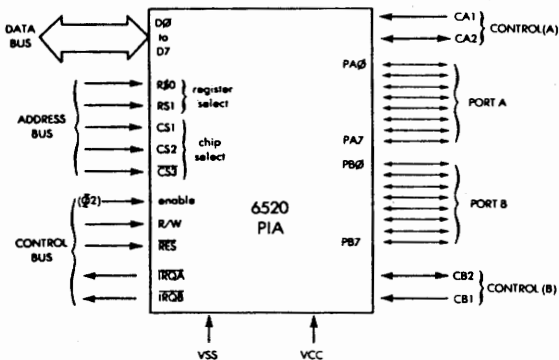 DATA
BUS
DØ
to
D7
ADDRESS
BUS
RS0
RS1
register
select
CS1
CS2
CS3
chip
select
CONTROL
BUS
(Φ2)
enable
R/W
RES
IRQA
IRQB
6520
PIA
CA1
CA2
CONTROL(A)
PAØ
PA7
PORT A
PBØ
PB7
PORT B
CB2
CB1
CONTROL(B)
VSS
VCC